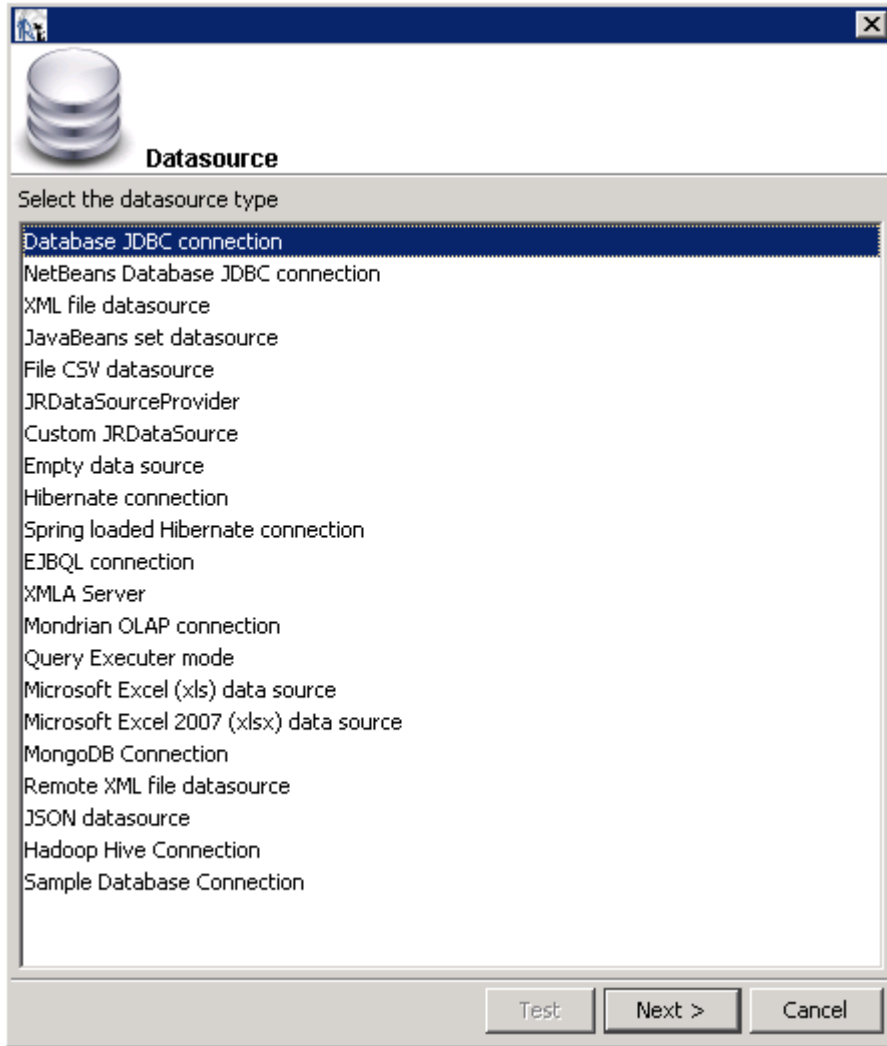 Datasource
Select the datasource type
Database JDBC connection
NetBeans Database JDBC connection
XML file datasource
JavaBeans set datasource
File CSV datasource
JRDataSourceProvider
Custom JRDataSource
Empty data source
Hibernate connection
Spring loaded Hibernate connection
EJBQL connection
XMLA Server
Mondrian OLAP connection
Query Executer mode
Microsoft Excel (xls) data source
Microsoft Excel 2007 (xlsx) data source
MongoDB Connection
Remote XML file datasource
JSON datasource
Hadoop Hive Connection
Sample Database Connection
Test Next > Cancel